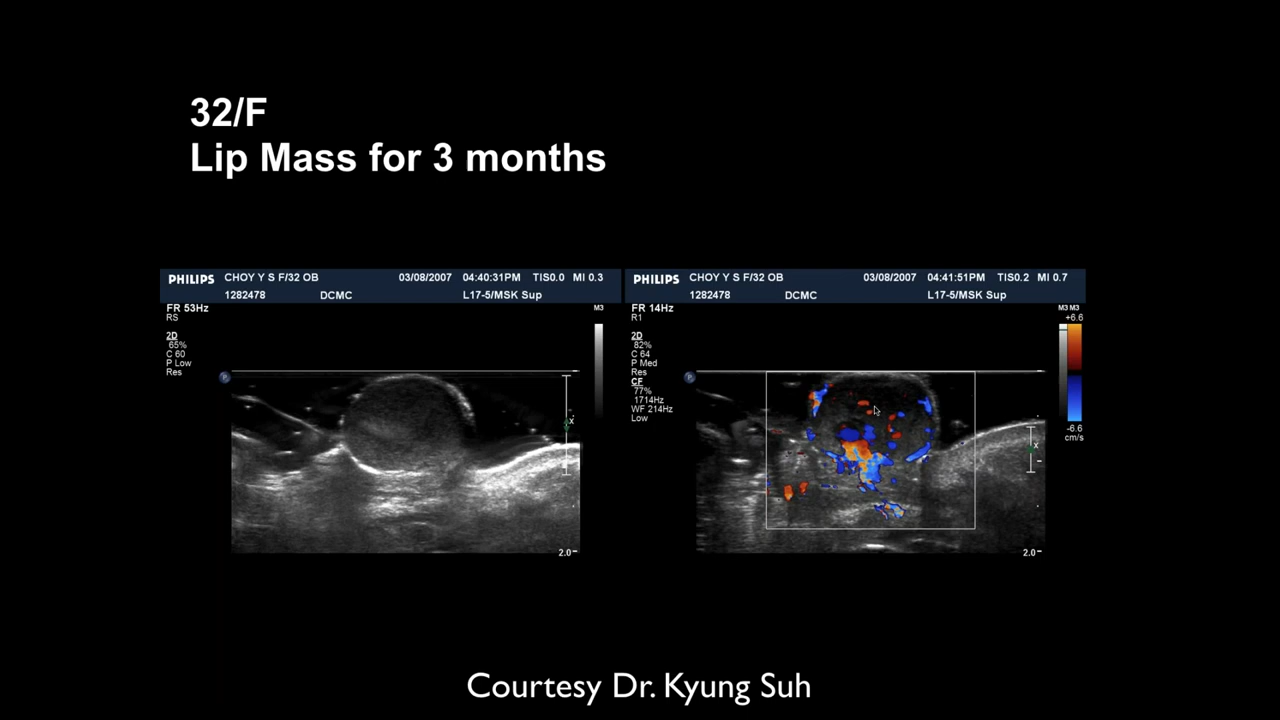 32/F
Lip Mass for 3 months
PHILIPS CHOY Y S F/32 OB 03/08/2007 04:40:31PM TIS0.0 MI 0.3
1282478 DCMC L17-5/MSK Sup
FR 53Hz
RS
M3
2D
65%
C 60
P Low
Res
P
x
2.0
PHILIPS CHOY Y S F/32 OB 03/08/2007 04:41:51PM TIS0.2 MI 0.7
1282478 DCMC L17-5/MSK Sup
FR 14Hz
R1
M3 M3
+6.6
2D
82%
C 64
P Med
Res
CF
77%
1714Hz
WF 214Hz
Low
P
-6.6
cm/s
x
2.0
Courtesy Dr. Kyung Suh